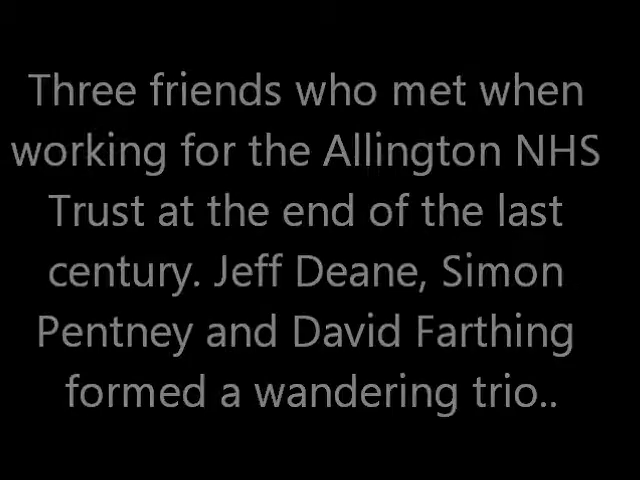 Three friends who met when
working for the Allington NHS
Trust at the end of the last
century. Jeff Deane, Simon
Pentney and David Farthing
formed a wandering trio..